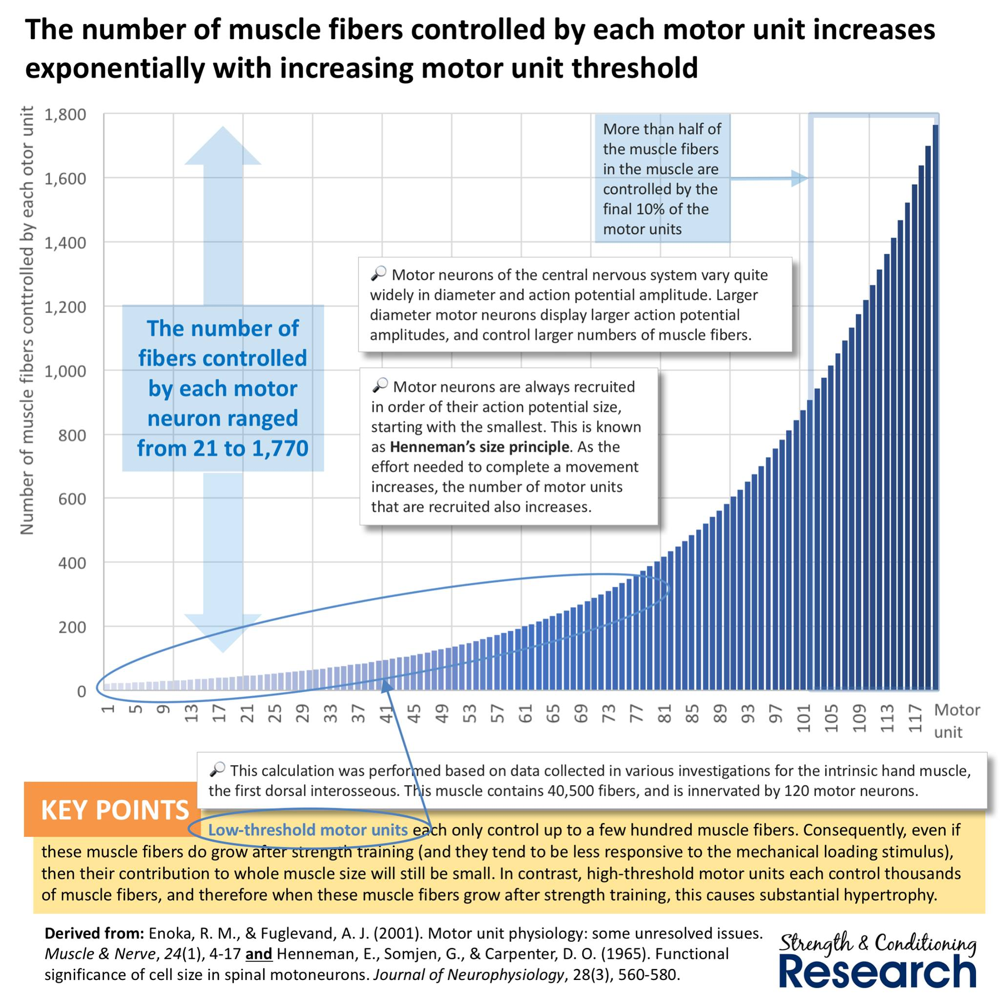 The number of muscle fibers controlled by each motor unit increases
exponentially with increasing motor unit threshold
Number of muscle fibers conttrolled by each otor unit
1,800
1,600
1,400
1,200
1,000
800
600
400
200
0
The number of
fibers controlled
by each motor
neuron ranged
from 21 to 1,770
More than half of
the muscle fibers
in the muscle are
controlled by the
final 10% of the
motor units
🔎 Motor neurons of the central nervous system vary quite
widely in diameter and action potential amplitude. Larger
diameter motor neurons display larger action potential
amplitudes, and control larger numbers of muscle fibers.
🔎 Motor neurons are always recruited
in order of their action potential size,
starting with the smallest. This is known
as Henneman’s size principle. As the
effort needed to complete a movement
increases, the number of motor units
that are recruited also increases.
1 5 9 13 17 21 25 29 33 37 41 45 49 53 57 61 65 69 73 77 81 85 89 93 97 101 105 109 113 117
Motor
unit
🔎 This calculation was performed based on data collected in various investigations for the intrinsic hand muscle,
the first dorsal interosseous. This muscle contains 40,500 fibers, and is innervated by 120 motor neurons.
KEY POINTS
Low-threshold motor units each only control up to a few hundred muscle fibers. Consequently, even if
these muscle fibers do grow after strength training (and they tend to be less responsive to the mechanical loading stimulus),
then their contribution to whole muscle size will still be small. In contrast, high-threshold motor units each control thousands
of muscle fibers, and therefore when these muscle fibers grow after strength training, this causes substantial hypertrophy.
Derived from: Enoka, R. M., & Fuglevand, A. J. (2001). Motor unit physiology: some unresolved issues.
Muscle & Nerve, 24(1), 4-17 and Henneman, E., Somjen, G., & Carpenter, D. O. (1965). Functional
significance of cell size in spinal motoneurons. Journal of Neurophysiology, 28(3), 560-580.
Strength & Conditioning
Research